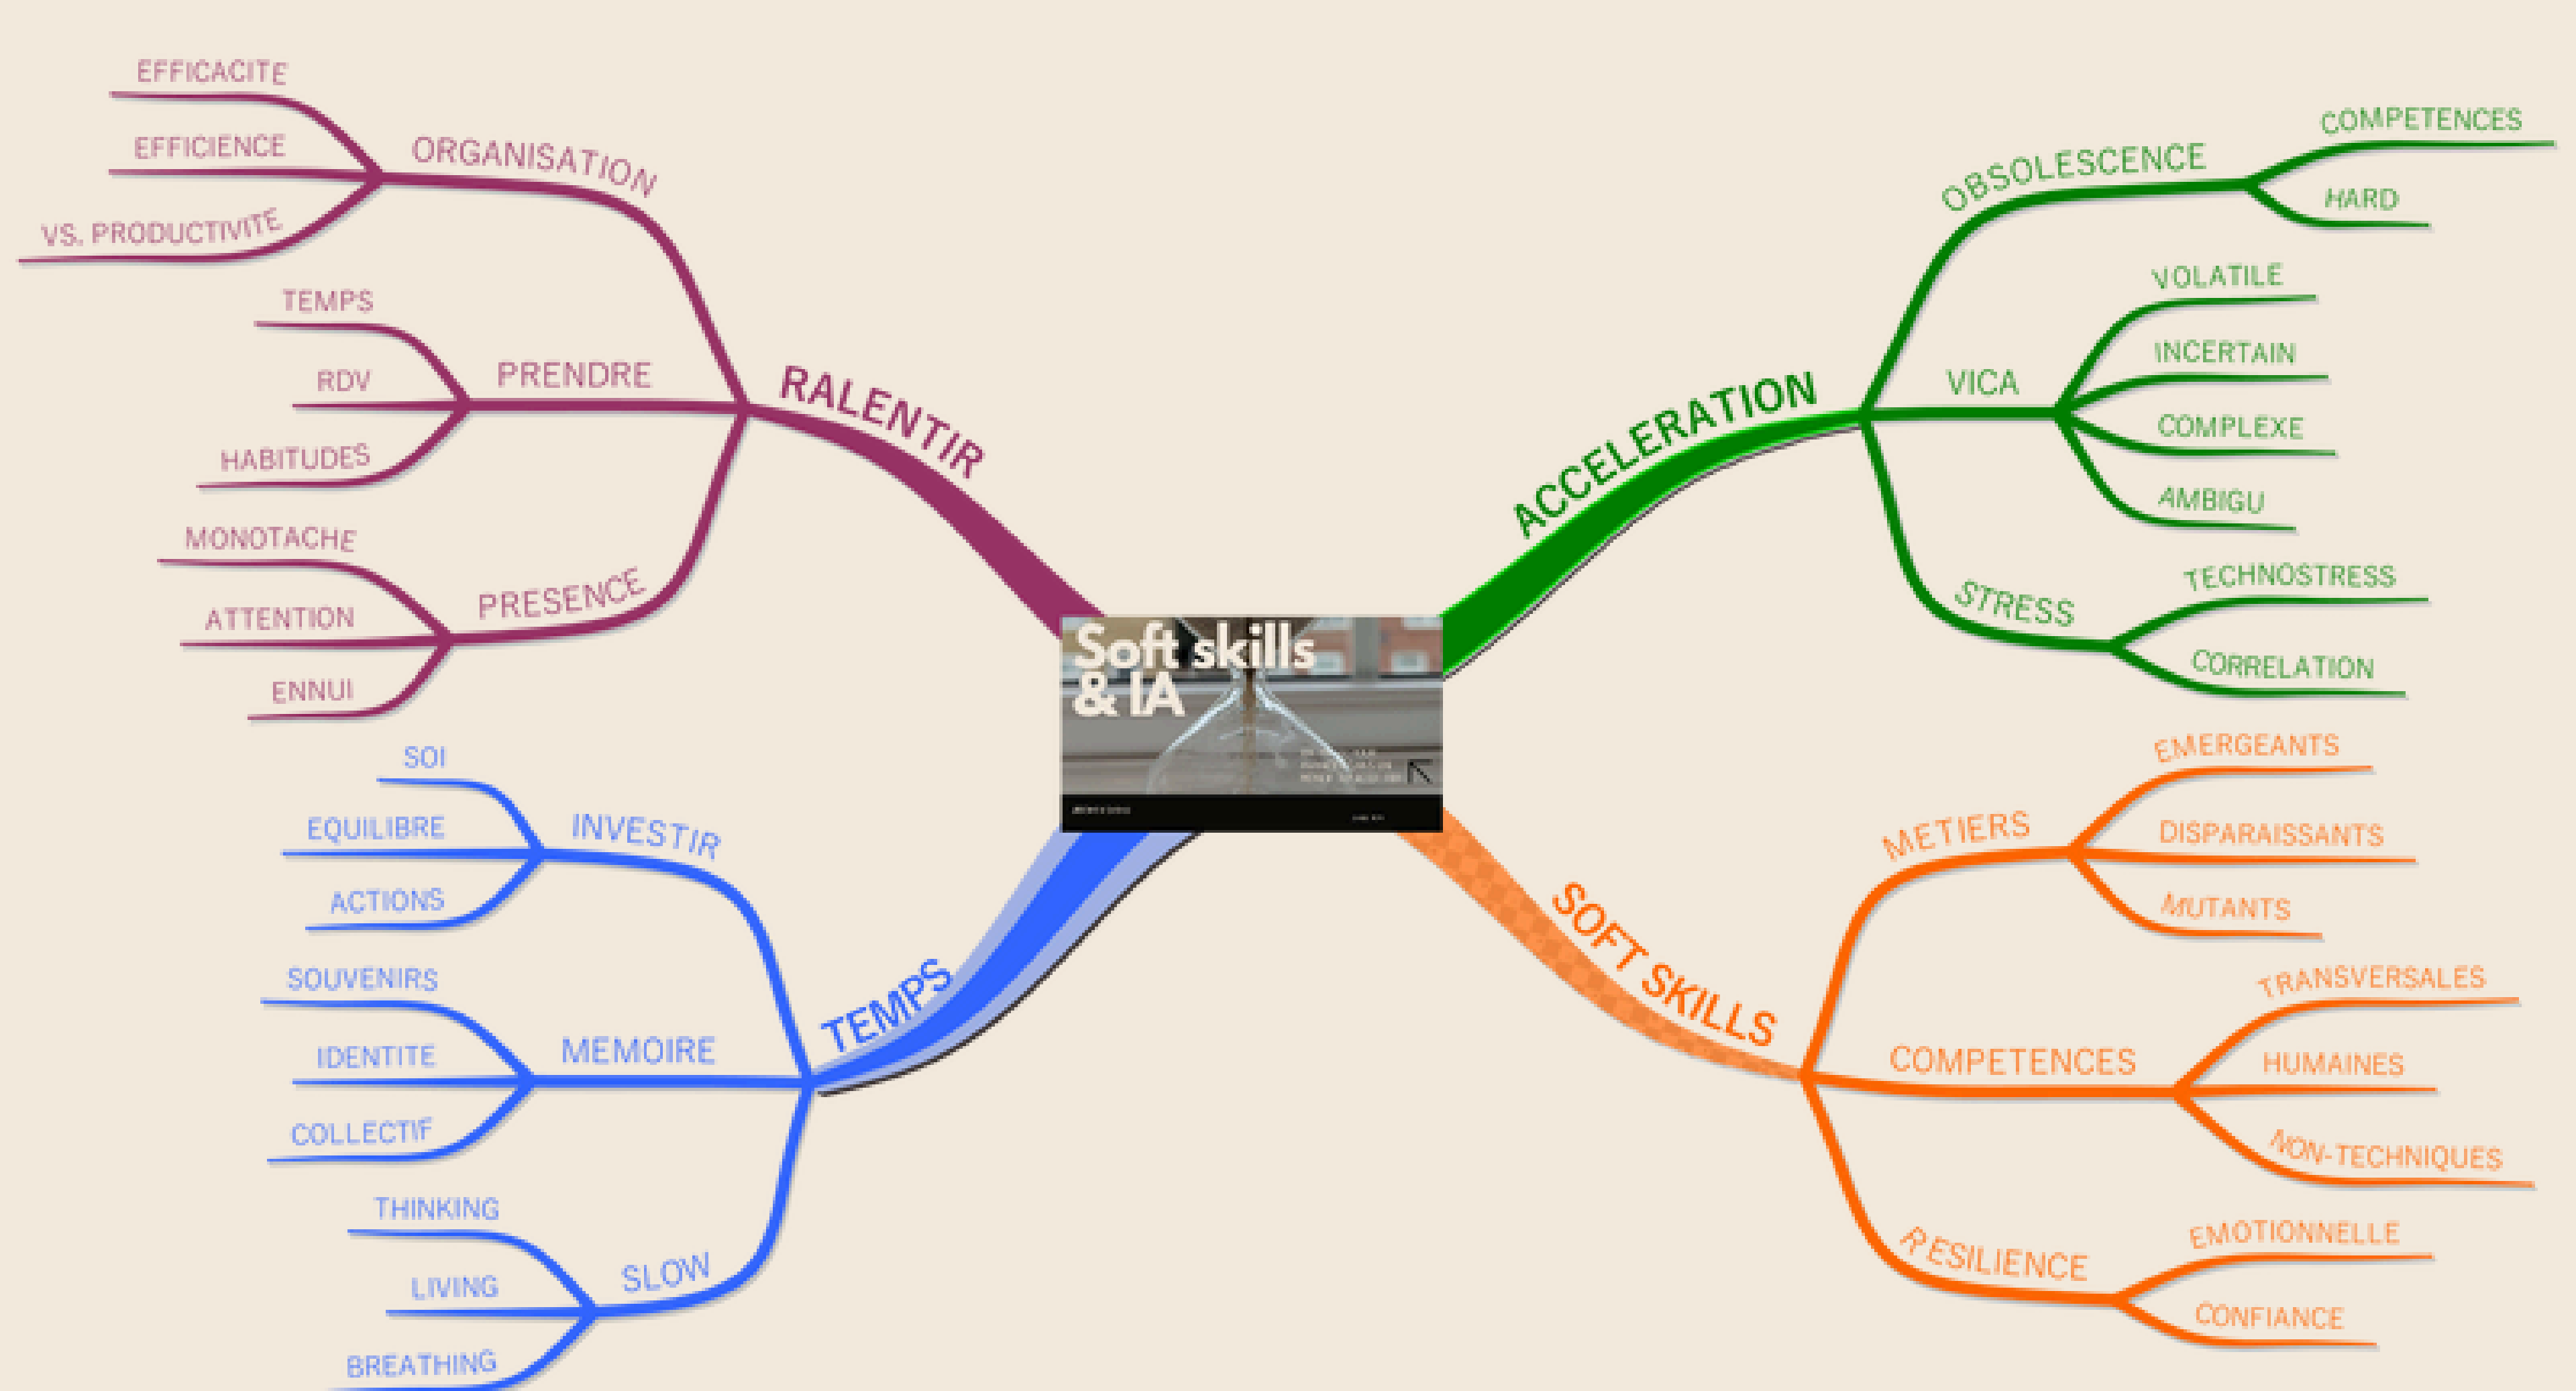 Soft skills
& IA
ACCELERATION
OBSOLESCENCE
COMPETENCES
HARD
VICA
VOLATILE
INCERTAIN
COMPLEXE
AMBIGU
STRESS
TECHNOSTRESS
CORRELATION
SOFT SKILLS
METIERS
EMERGEANTS
DISPARAISSANTS
MUTANTS
COMPETENCES
TRANSVERSALES
HUMAINES
NON-TECHNIQUES
RESILIENCE
EMOTIONNELLE
CONFIANCE
TEMPS
INVESTIR
SOI
EQUILIBRE
ACTIONS
MEMOIRE
SOUVENIRS
IDENTITE
COLLECTIF
SLOW
THINKING
LIVING
BREATHING
RALENTIR
ORGANISATION
EFFICACITE
EFFICIENCE
VS. PRODUCTIVITE
PRENDRE
TEMPS
RDV
HABITUDES
PRESENCE
MONOTACHE
ATTENTION
ENNUI